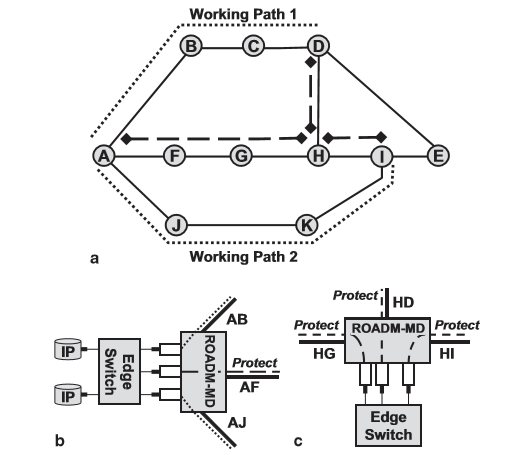 Working Path 1
B C D
A F G H I E
J K
Working Path 2
a
AB
IP
Edge Switch
ROADM-MD
Protect
AF
IP
AJ
b
Protect
HD
Protect
ROADM-MD
Protect
HG
HI
Edge
Switch
c